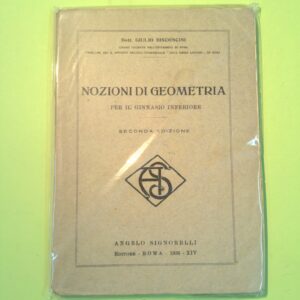 Dott. GIULIO BISCONCINI
NOZIONI DI GEOMETRIA
PER IL GINNASIO INFERIORE
SECONDA EDIZIONE
ANGELO SIGNORELLI
EDITORE - ROMA 1936 - XIV